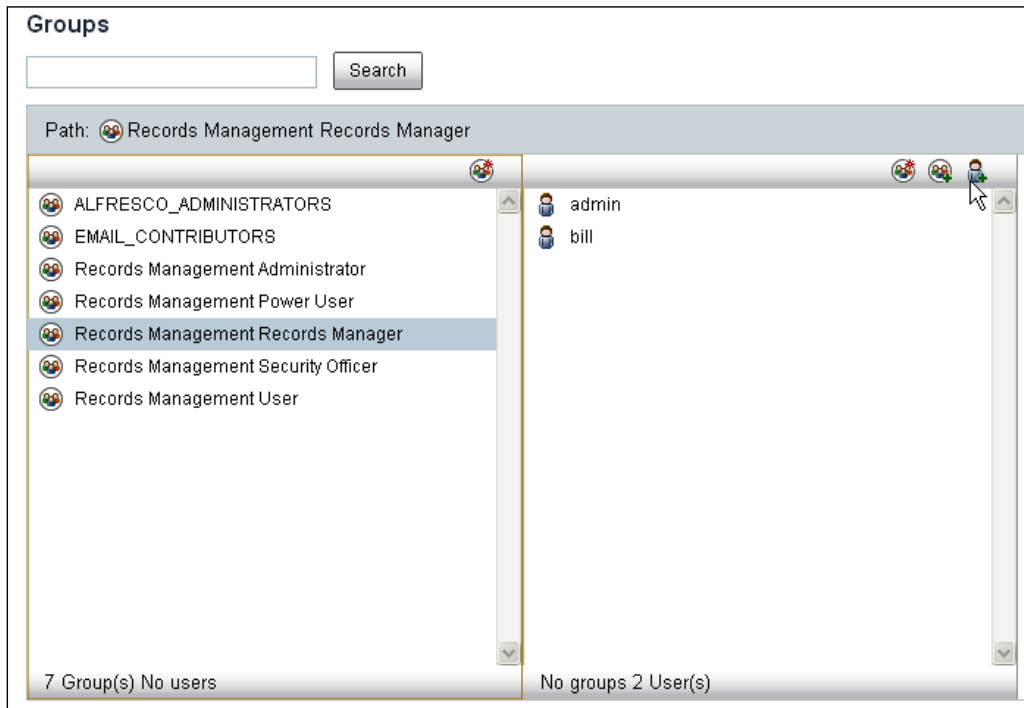 Groups
Search
Path: Records Management Records Manager
ALFRESCO_ADMINISTRATORS
EMAIL_CONTRIBUTORS
Records Management Administrator
Records Management Power User
Records Management Records Manager
Records Management Security Officer
Records Management User
7 Group(s) No users
admin
bill
No groups 2 User(s)